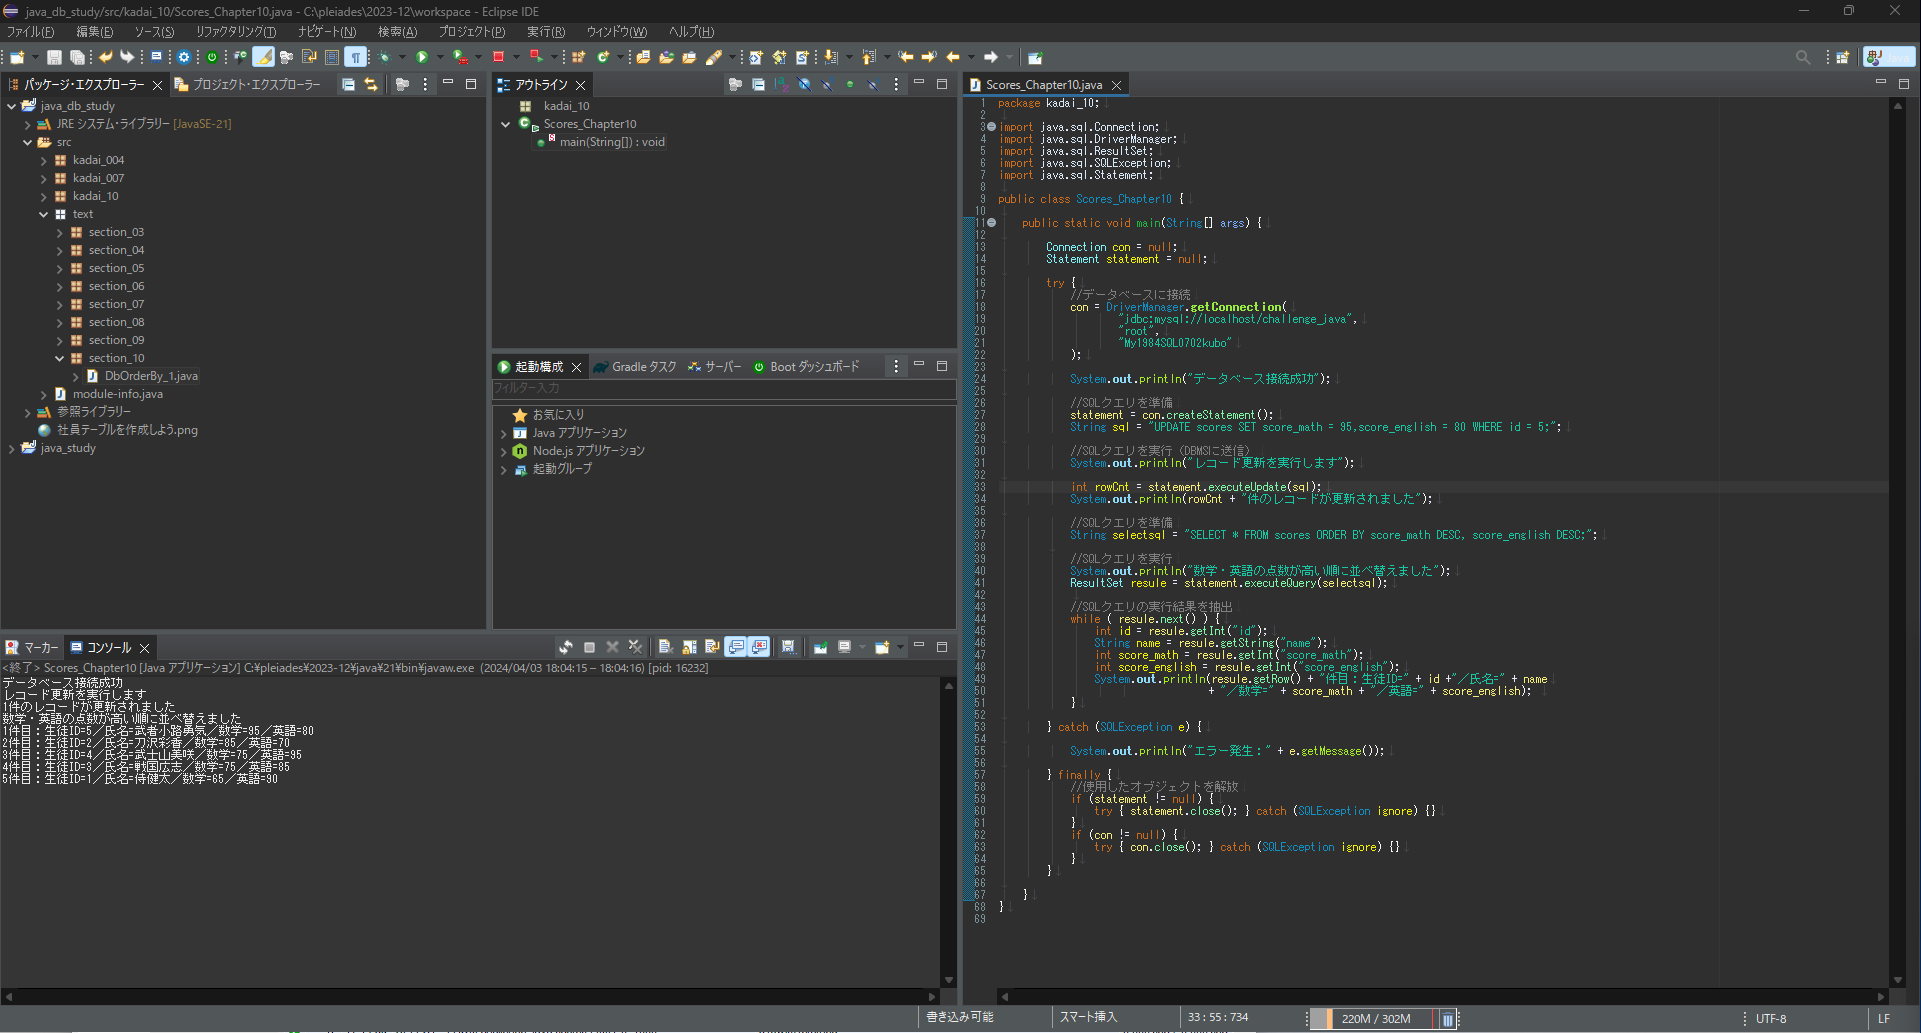 java_db_study/src/kadai_10/Scores_Chapter10.java - C:\pleiades\2023-12\workspace - Eclipse IDE
ファイル(F) 編集(E) ソース(S) リファクタリング(T) ナビゲート(N) 検索(A) プロジェクト(P) 実行(R) ウィンドウ(W) ヘルプ(H)
パッケージ・エクスプローラー プロジェクト・エクスプローラー
java_db_study
JRE システム・ライブラリー [JavaSE-21]
src
kadai_004
kadai_007
kadai_10
text
section_03
section_04
section_05
section_06
section_07
section_08
section_09
section_10
DbOrderBy_1.java
module-info.java
参照ライブラリー
社員テーブルを作成しよう.png
java_study
アウトライン
kadai_10
Scores_Chapter10
main(String[]) : void
起動構成 Gradle タスク サーバー Boot ダッシュボード
フィルター入力
お気に入り
Java アプリケーション
Node.js アプリケーション
起動グループ
マーカー コンソール
<終了> Scores_Chapter10 [Java アプリケーション] C:¥pleiades¥2023-12¥java¥21¥bin¥javaw.exe (2024/04/03 18:04:15 – 18:04:16) [pid: 16232]
データベース接続成功
レコード更新を実行します
1件のレコードが更新されました
数学・英語の点数が高い順に並べ替えました
1件目：生徒ID=5／氏名=武者小路勇気／数学=95／英語=80
2件目：生徒ID=2／氏名=刀沢彩香／数学=85／英語=70
3件目：生徒ID=4／氏名=武士山美咲／数学=75／英語=95
4件目：生徒ID=3／氏名=戦国広志／数学=75／英語=85
5件目：生徒ID=1／氏名=侍健太／数学=65／英語=90
Scores_Chapter10.java
1 package kadai_10;
2
3 import java.sql.Connection;
4 import java.sql.DriverManager;
5 import java.sql.ResultSet;
6 import java.sql.SQLException;
7 import java.sql.Statement;
8
9 public class Scores_Chapter10 {
10
11 public static void main(String[] args) {
12
13 Connection con = null;
14 Statement statement = null;
15
16 try {
17 //データベースに接続
18 con = DriverManager.getConnection(
19 "jdbc:mysql://localhost/challenge_java",
20 "root",
21 "My1984SQL0702kubo"
22 );
23
24 System.out.println("データベース接続成功");
25
26 //SQLクエリを準備
27 statement = con.createStatement();
28 String sql = "UPDATE scores SET score_math = 95,score_english = 80 WHERE id = 5;";
29
30 //SQLクエリを実行（DBMSに送信）
31 System.out.println("レコード更新を実行します");
32
33 int rowCnt = statement.executeUpdate(sql);
34 System.out.println(rowCnt + "件のレコードが更新されました");
35
36 //SQLクエリを準備
37 String selectsql = "SELECT * FROM scores ORDER BY score_math DESC, score_english DESC;";
38
39 //SQLクエリを実行
40 System.out.println("数学・英語の点数が高い順に並べ替えました");
41 ResultSet resule = statement.executeQuery(selectsql);
42
43 //SQLクエリの実行結果を抽出
44 while ( resule.next() ) {
45 int id = resule.getInt("id");
46 String name = resule.getString("name");
47 int score_math = resule.getInt("score_math");
48 int score_english = resule.getInt("score_english");
49 System.out.println(resule.getRow() + "件目：生徒ID=" + id +"／氏名=" + name
50 + "／数学=" + score_math + "／英語=" + score_english);
51 }
52
53 } catch (SQLException e) {
54
55 System.out.println("エラー発生：" + e.getMessage());
56
57 } finally {
58 //使用したオブジェクトを解放
59 if (statement != null) {
60 try { statement.close(); } catch (SQLException ignore) {}
61 }
62 if (con != null) {
63 try { con.close(); } catch (SQLException ignore) {}
64 }
65 }
66
67 }
68 }
69
書き込み可能 スマート挿入 33 : 55 : 734 220M / 302M UTF-8 LF